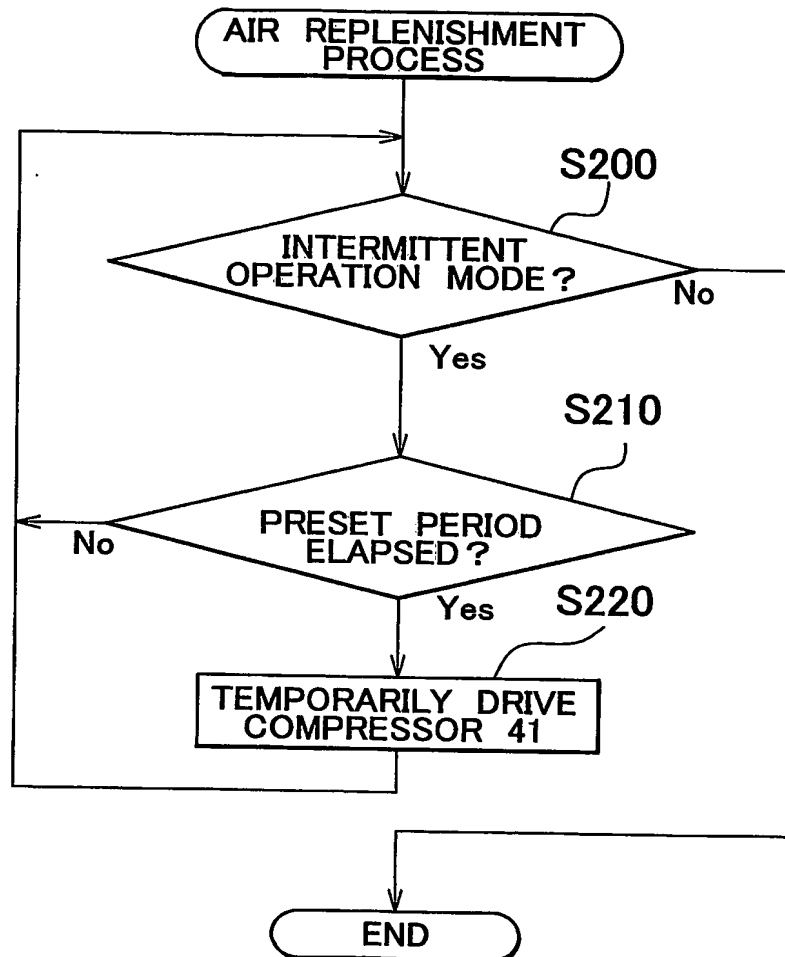 AIR REPLENISHMENT
PROCESS
S200
INTERMITTENT
OPERATION MODE?
No
Yes
S210
PRESET PERIOD
ELAPSED?
No
Yes
S220
TEMPORARILY DRIVE
COMPRESSOR 41
END